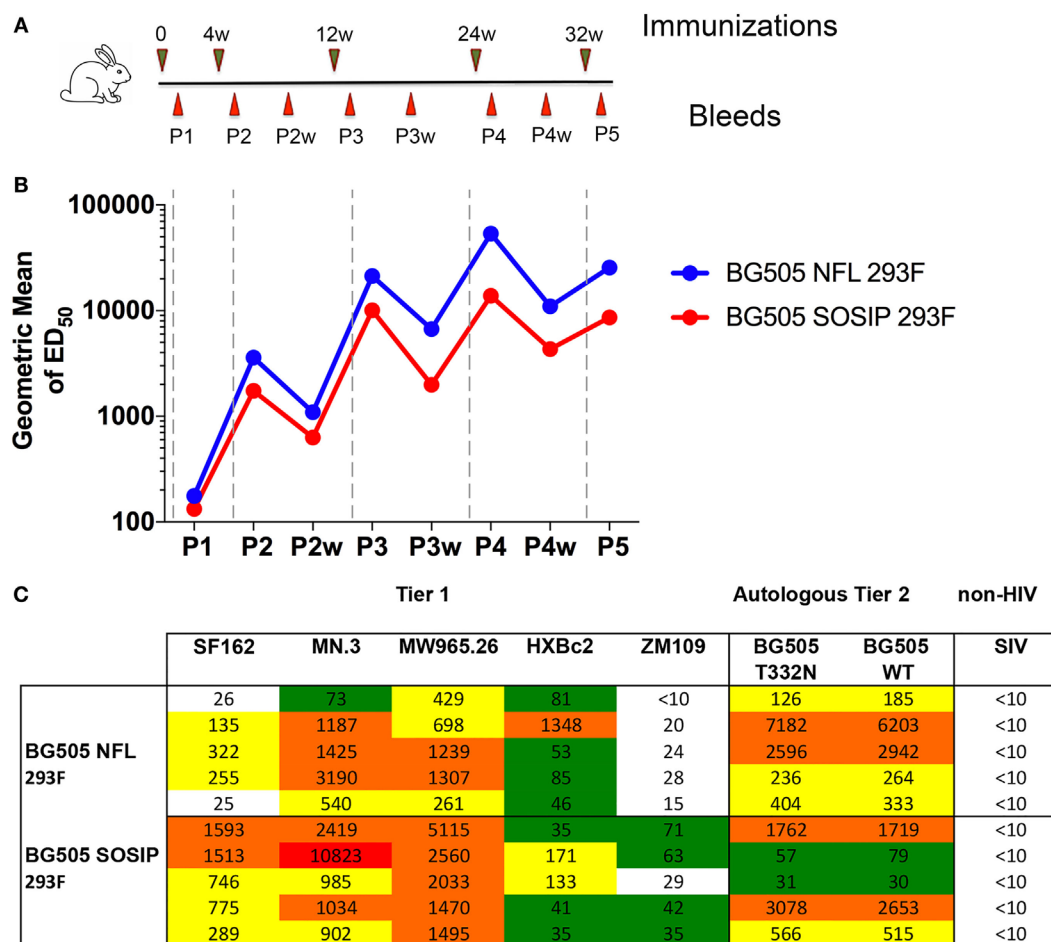 A
0 4w 12w 24w 32w Immunizations
P1 P2 P2w P3 P3w P4 P4w P5 Bleeds
B
Geometric Mean
of ED50
100000
10000
1000
100
P1 P2 P2w P3 P3w P4 P4w P5
BG505 NFL 293F
BG505 SOSIP 293F
C
Tier 1 Autologous Tier 2 non-HIV
SF162 MN.3 MW965.26 HXBc2 ZM109 BG505 T332N BG505 WT SIV
BG505 NFL
293F
26 73 429 81 <10 126 185 <10
135 1187 698 1348 20 7182 6203 <10
322 1425 1239 53 24 2596 2942 <10
255 3190 1307 85 28 236 264 <10
25 540 261 46 15 404 333 <10
BG505 SOSIP
293F
1593 2419 5115 35 71 1762 1719 <10
1513 10823 2560 171 63 57 79 <10
746 985 2033 133 29 31 30 <10
775 1034 1470 41 42 3078 2653 <10
289 902 1495 35 35 566 515 <10